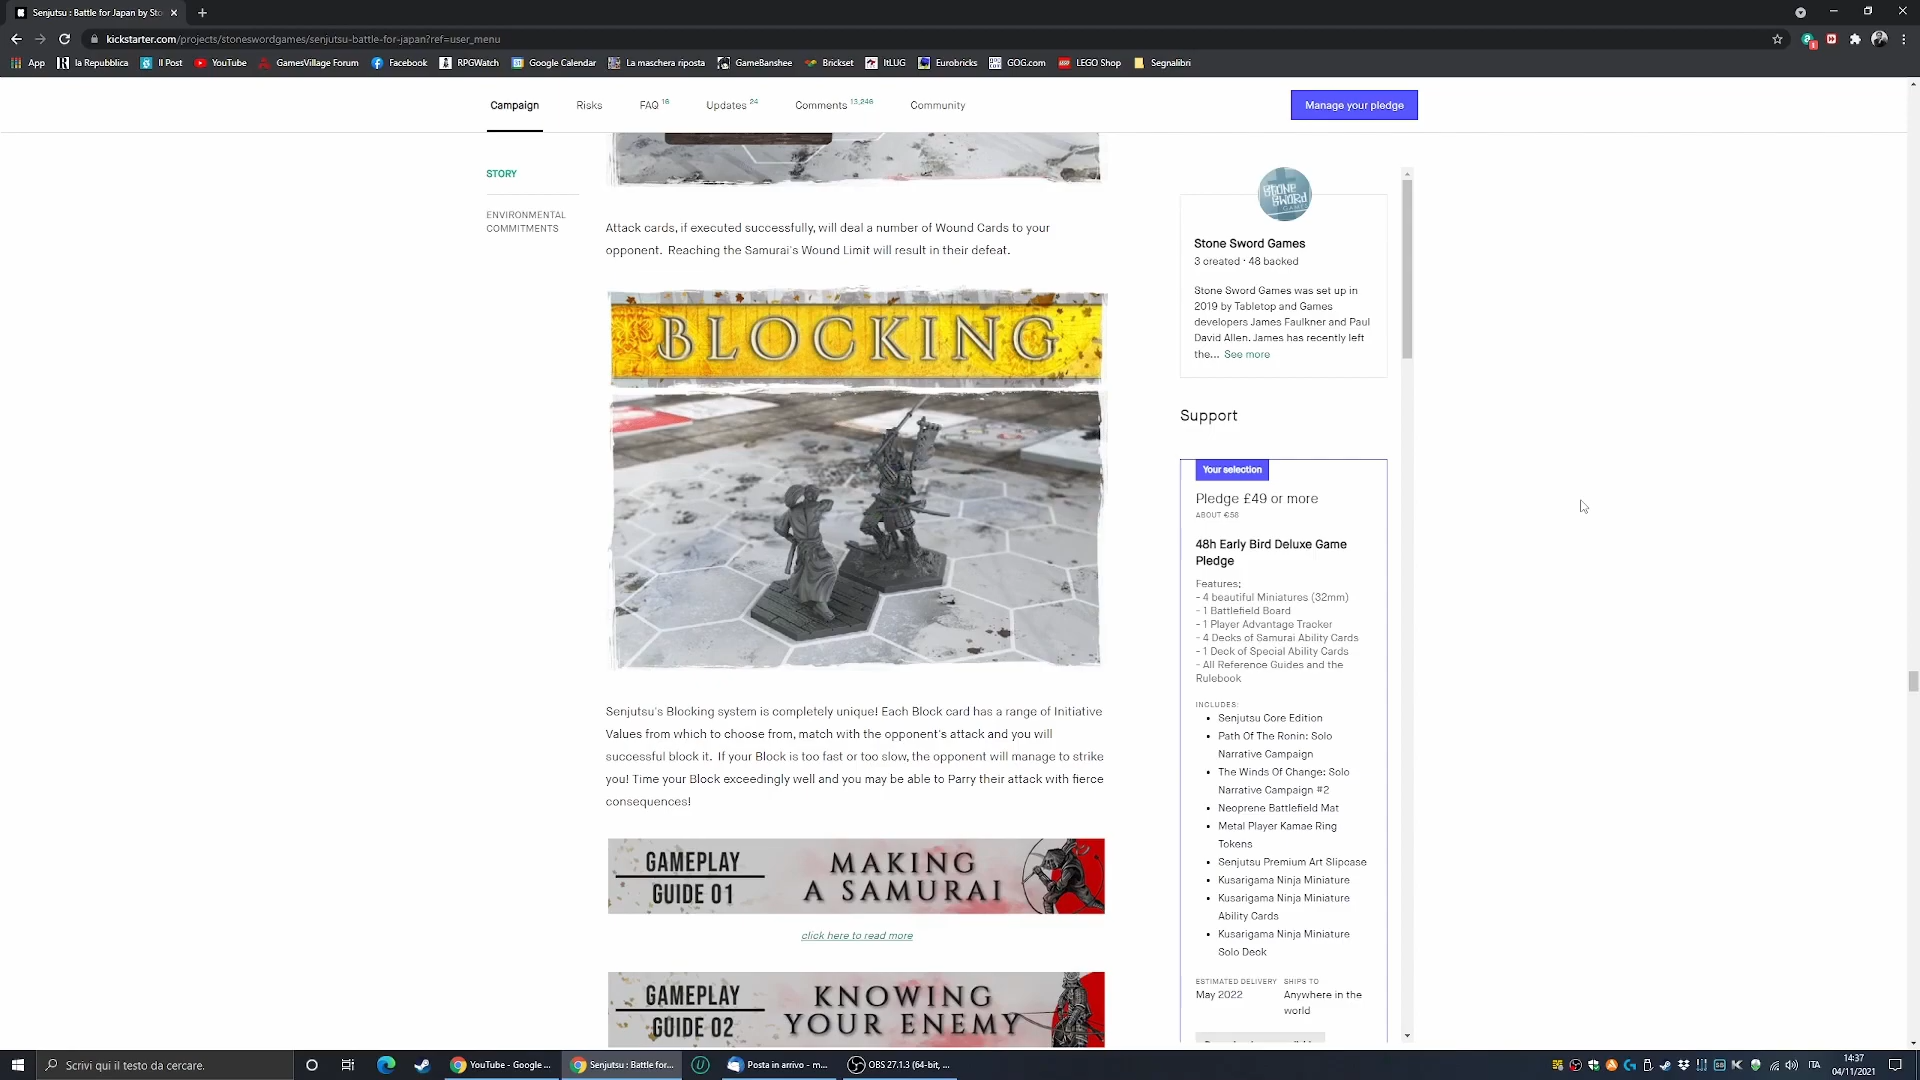 Senjutsu : Battle for Japan by Sto
kickstarter.com/projects/stoneswordgames/senjutsu-battle-for-japan?ref=user_menu
App
la Repubblica
Il Post
YouTube
GamesVillage Forum
Facebook
RPGWatch
Google Calendar
La maschera riposta
GameBanshee
Brickset
ItLUG
Eurobricks
GOG.com
LEGO Shop
Segnalibri
Campaign
Risks
FAQ 16
Updates 24
Comments 13,246
Community
Manage your pledge
STORY
ENVIRONMENTAL
COMMITMENTS
Attack cards, if executed successfully, will deal a number of Wound Cards to your
opponent. Reaching the Samurai's Wound Limit will result in their defeat.
BLOCKING
Senjutsu's Blocking system is completely unique! Each Block card has a range of Initiative
Values from which to choose from, match with the opponent's attack and you will
successful block it. If your Block is too fast or too slow, the opponent will manage to strike
you! Time your Block exceedingly well and you may be able to Parry their attack with fierce
consequences!
GAMEPLAY
GUIDE 01
MAKING
A SAMURAI
click here to read more
GAMEPLAY
GUIDE 02
KNOWING
YOUR ENEMY
STONE
SWORD
GAMES
Stone Sword Games
3 created · 48 backed
Stone Sword Games was set up in
2019 by Tabletop and Games
developers James Faulkner and Paul
David Allen. James has recently left
the... See more
Support
Your selection
Pledge £49 or more
ABOUT €58
48h Early Bird Deluxe Game
Pledge
Features;
- 4 beautiful Miniatures (32mm)
- 1 Battlefield Board
- 1 Player Advantage Tracker
- 4 Decks of Samurai Ability Cards
- 1 Deck of Special Ability Cards
- All Reference Guides and the
Rulebook
INCLUDES:
• Senjutsu Core Edition
• Path Of The Ronin: Solo
Narrative Campaign
• The Winds Of Change: Solo
Narrative Campaign #2
• Neoprene Battlefield Mat
• Metal Player Kamae Ring
Tokens
• Senjutsu Premium Art Slipcase
• Kusarigama Ninja Miniature
• Kusarigama Ninja Miniature
Ability Cards
• Kusarigama Ninja Miniature
Solo Deck
ESTIMATED DELIVERY
May 2022
SHIPS TO
Anywhere in the
world
Scrivi qui il testo da cercare.
YouTube - Google ...
Senjutsu : Battle for...
Posta in arrivo - m...
OBS 27.1.3 (64-bit, ...
ITA
14:37
04/11/2021